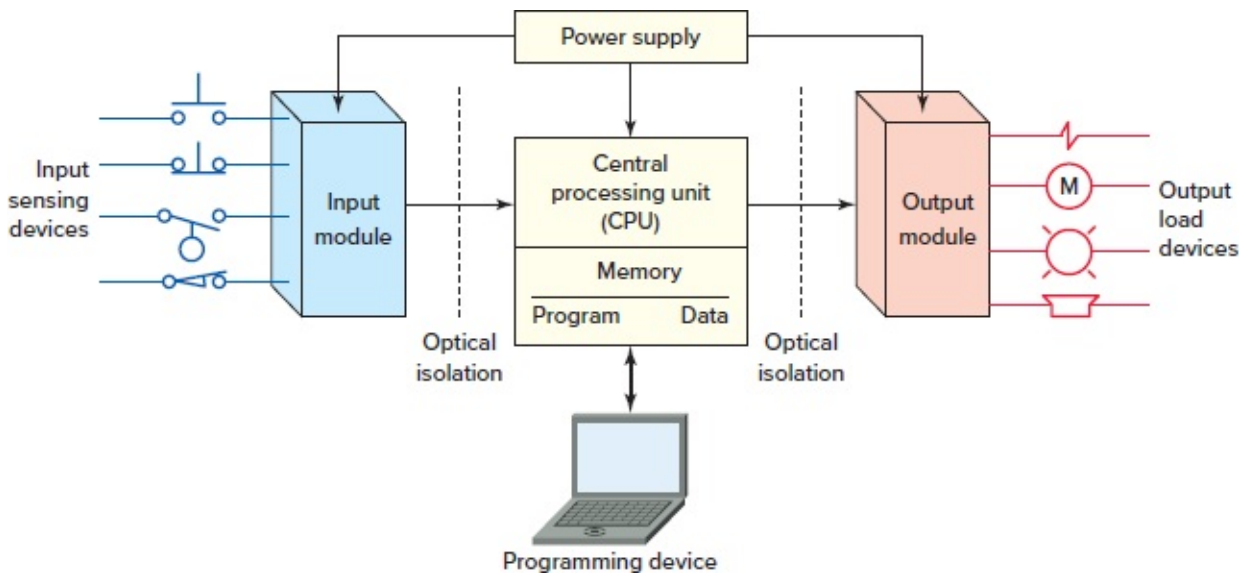 Power supply
Input
sensing
devices
Input
module
Central
processing unit
(CPU)
Memory
Program Data
Output
module
M
Output
load
devices
Optical
isolation
Optical
isolation
Programming device